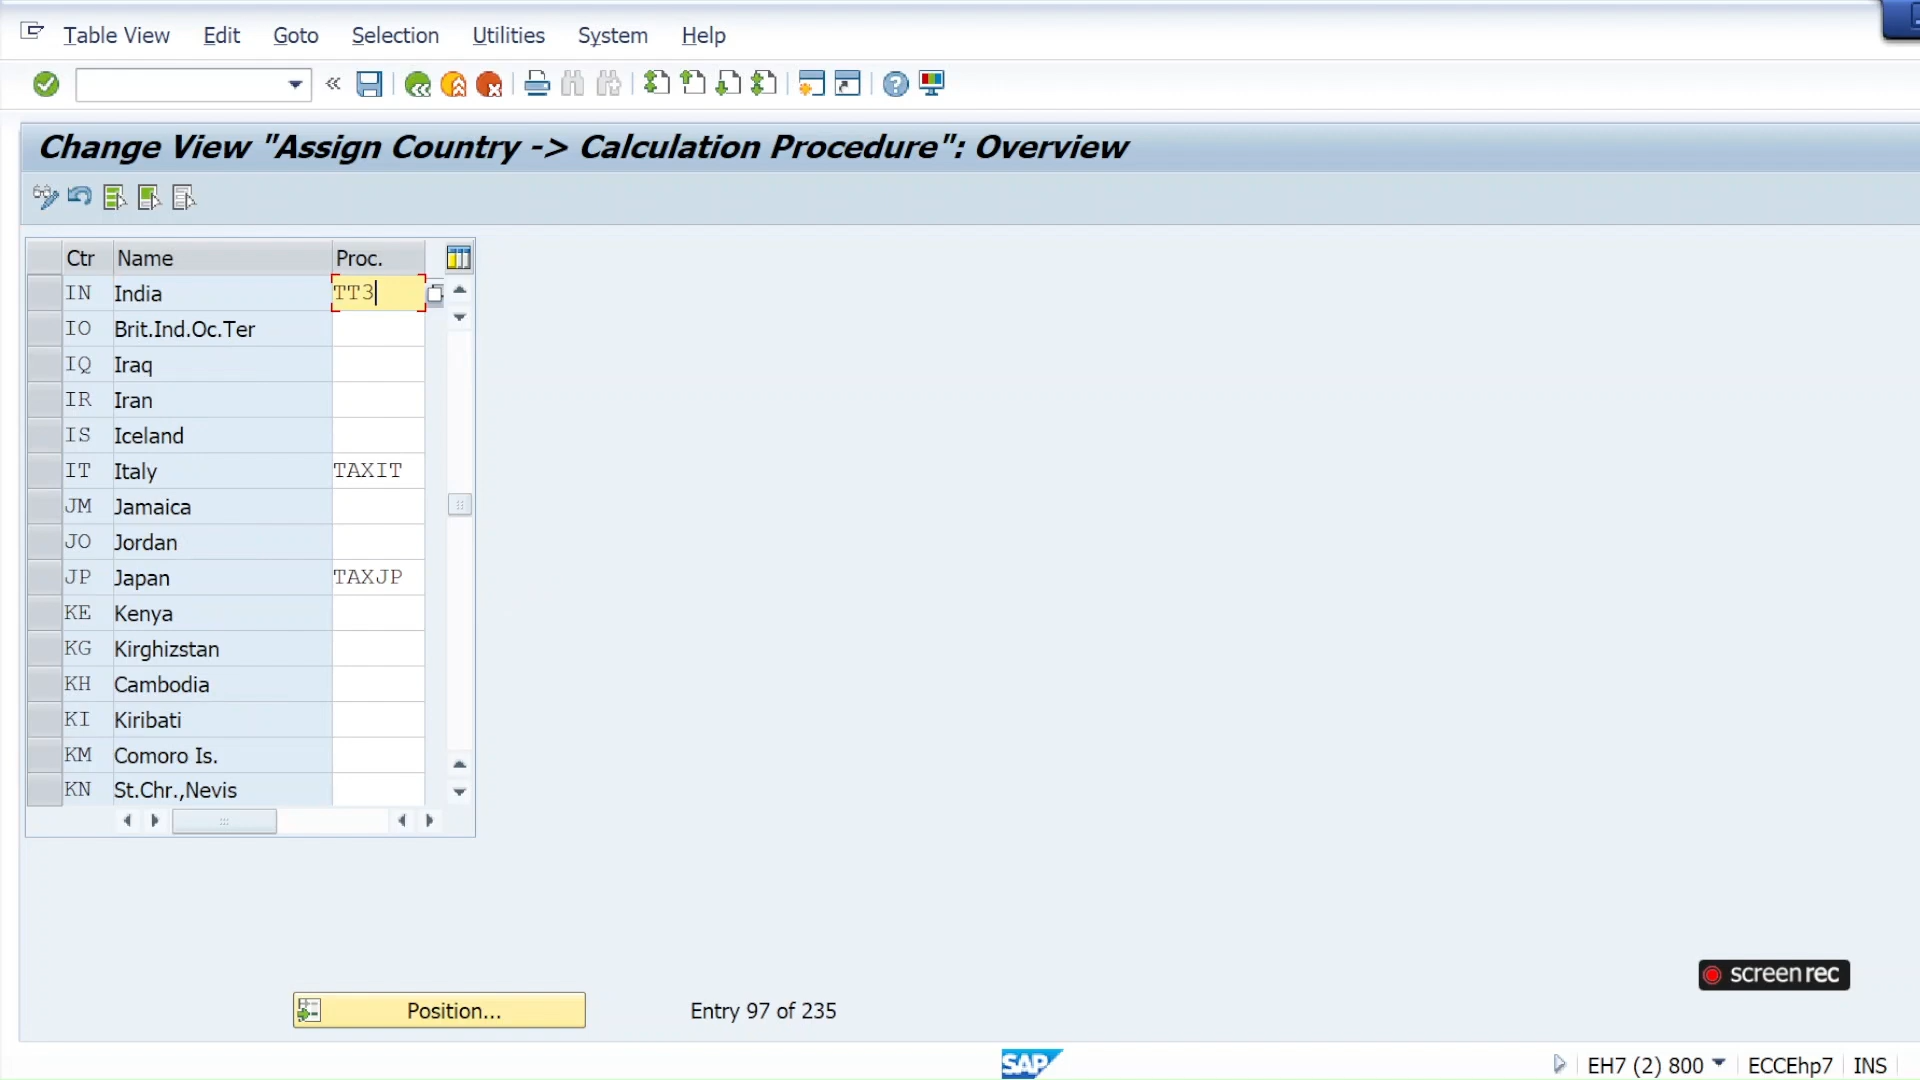 Table View Edit Goto Selection Utilities System Help
Change View "Assign Country -> Calculation Procedure": Overview
Ctr Name Proc.
IN India TT3
IO Brit.Ind.Oc.Ter
IQ Iraq
IR Iran
IS Iceland
IT Italy TAXIT
JM Jamaica
JO Jordan
JP Japan TAXJP
KE Kenya
KG Kirghizstan
KH Cambodia
KI Kiribati
KM Comoro Is.
KN St.Chr.,Nevis
screenrec
Position... Entry 97 of 235
SAP EH7 (2) 800 ECCEhp7 INS